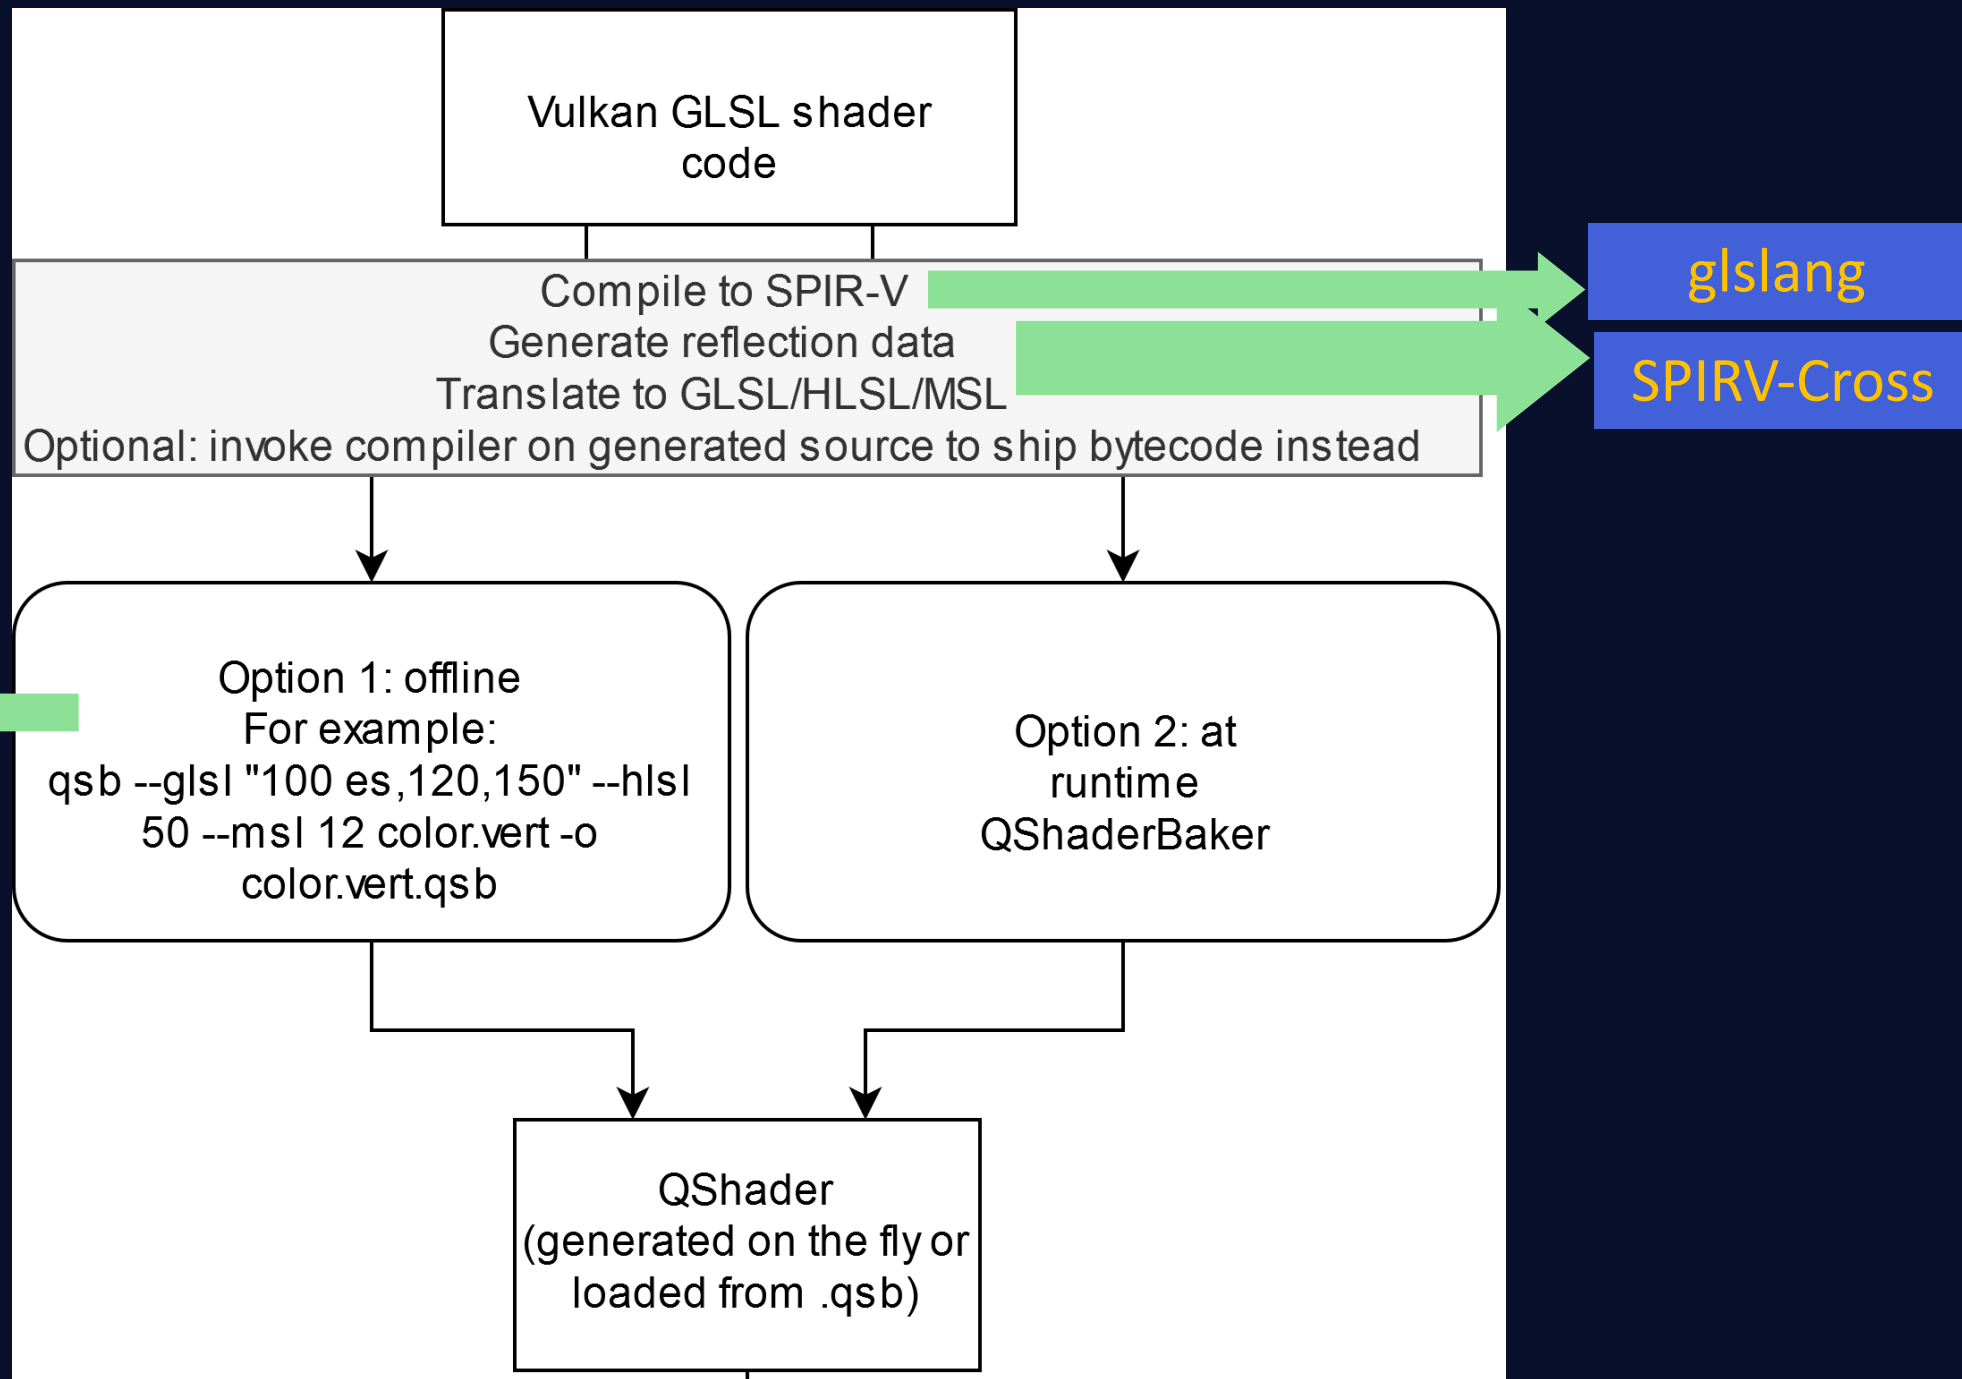 Vulkan GLSL shader
code
Compile to SPIR-V
glslang
Generate reflection data
Translate to GLSL/HLSL/MSL
SPIRV-Cross
Optional: invoke compiler on generated source to ship bytecode instead
Option 1: offline
For example:
qsb --glsl "100 es,120,150" --hlsl
50 --msl 12 color.vert -o
color.vert.qsb
Option 2: at
runtime
QShaderBaker
QShader
(generated on the fly or
loaded from .qsb)